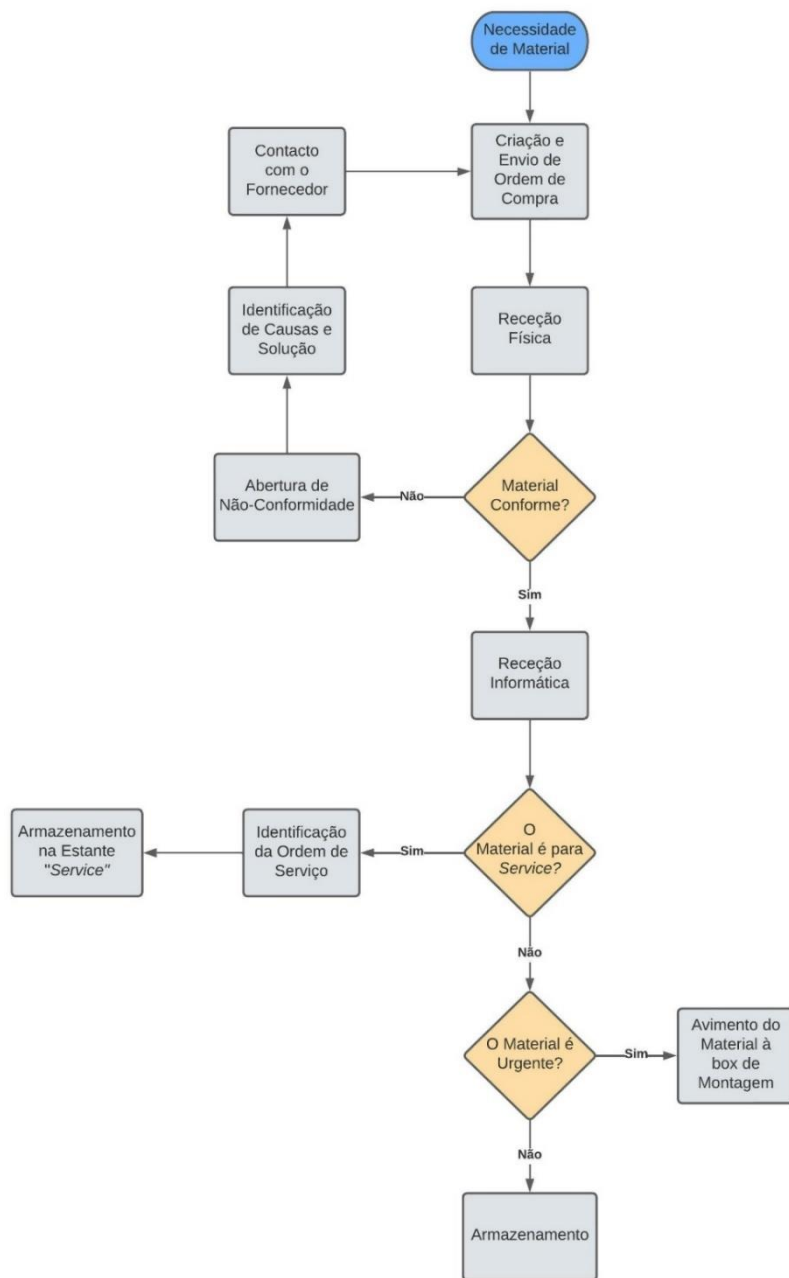 Necessidade
de Material
Criação e
Envio de
Ordem de
Compra
Contacto
com o
Fornecedor
Identificação
de Causas e
Solução
Receção
Física
Abertura de
Não-Conformidade
Não
Material
Conforme?
Sim
Receção
Informática
Armazenamento
na Estante
"Service"
Identificação
da Ordem de
Serviço
Sim
O
Material é para
Service?
Não
O Material é
Urgente?
Sim
Avimento do
Material à
box de
Montagem
Não
Armazenamento